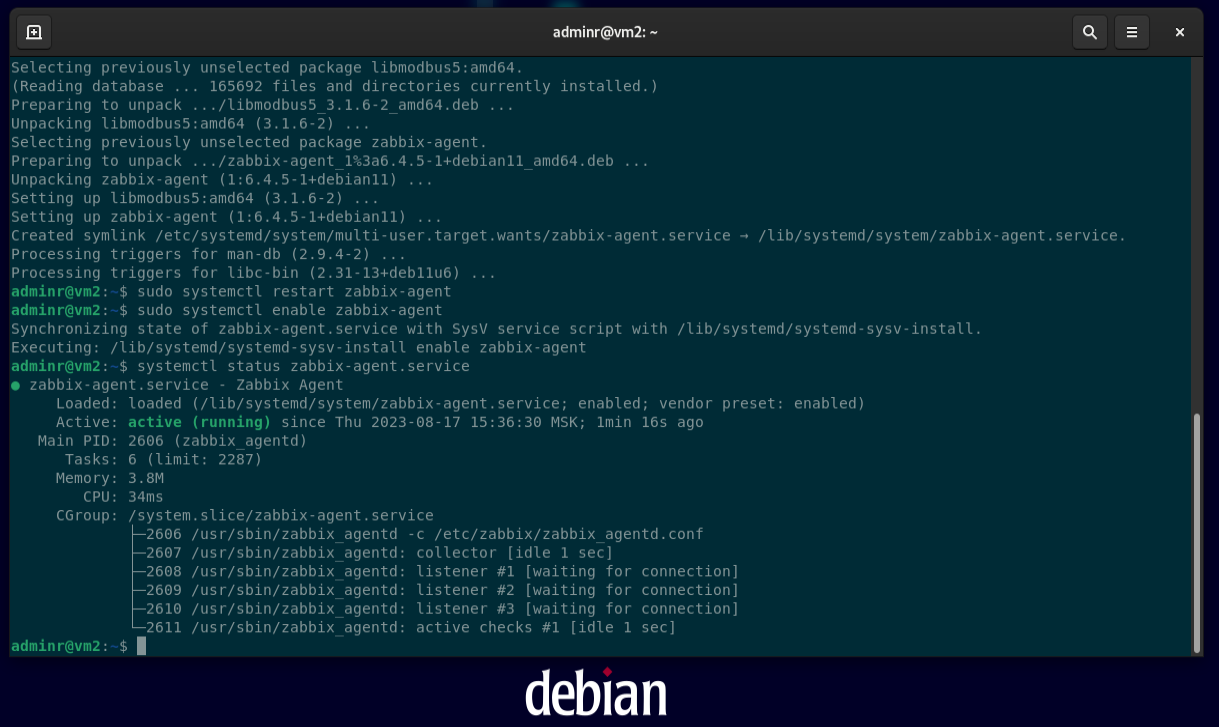 adminr@vm2: ~
Selecting previously unselected package libmodbus5:amd64.
(Reading database ... 165692 files and directories currently installed.)
Preparing to unpack .../libmodbus5_3.1.6-2_amd64.deb ...
Unpacking libmodbus5:amd64 (3.1.6-2) ...
Selecting previously unselected package zabbix-agent.
Preparing to unpack .../zabbix-agent_1%3a6.4.5-1+debian11_amd64.deb ...
Unpacking zabbix-agent (1:6.4.5-1+debian11) ...
Setting up libmodbus5:amd64 (3.1.6-2) ...
Setting up zabbix-agent (1:6.4.5-1+debian11) ...
Created symlink /etc/systemd/system/multi-user.target.wants/zabbix-agent.service → /lib/systemd/system/zabbix-agent.service.
Processing triggers for man-db (2.9.4-2) ...
Processing triggers for libc-bin (2.31-13+deb11u6) ...
adminr@vm2:~$ sudo systemctl restart zabbix-agent
adminr@vm2:~$ sudo systemctl enable zabbix-agent
Synchronizing state of zabbix-agent.service with SysV service script with /lib/systemd/systemd-sysv-install.
Executing: /lib/systemd/systemd-sysv-install enable zabbix-agent
adminr@vm2:~$ systemctl status zabbix-agent.service
● zabbix-agent.service - Zabbix Agent
     Loaded: loaded (/lib/systemd/system/zabbix-agent.service; enabled; vendor preset: enabled)
     Active: active (running) since Thu 2023-08-17 15:36:30 MSK; 1min 16s ago
   Main PID: 2606 (zabbix_agentd)
      Tasks: 6 (limit: 2287)
     Memory: 3.8M
        CPU: 34ms
     CGroup: /system.slice/zabbix-agent.service
             ├─2606 /usr/sbin/zabbix_agentd -c /etc/zabbix/zabbix_agentd.conf
             ├─2607 /usr/sbin/zabbix_agentd: collector [idle 1 sec]
             ├─2608 /usr/sbin/zabbix_agentd: listener #1 [waiting for connection]
             ├─2609 /usr/sbin/zabbix_agentd: listener #2 [waiting for connection]
             ├─2610 /usr/sbin/zabbix_agentd: listener #3 [waiting for connection]
             └─2611 /usr/sbin/zabbix_agentd: active checks #1 [idle 1 sec]
adminr@vm2:~$
debian